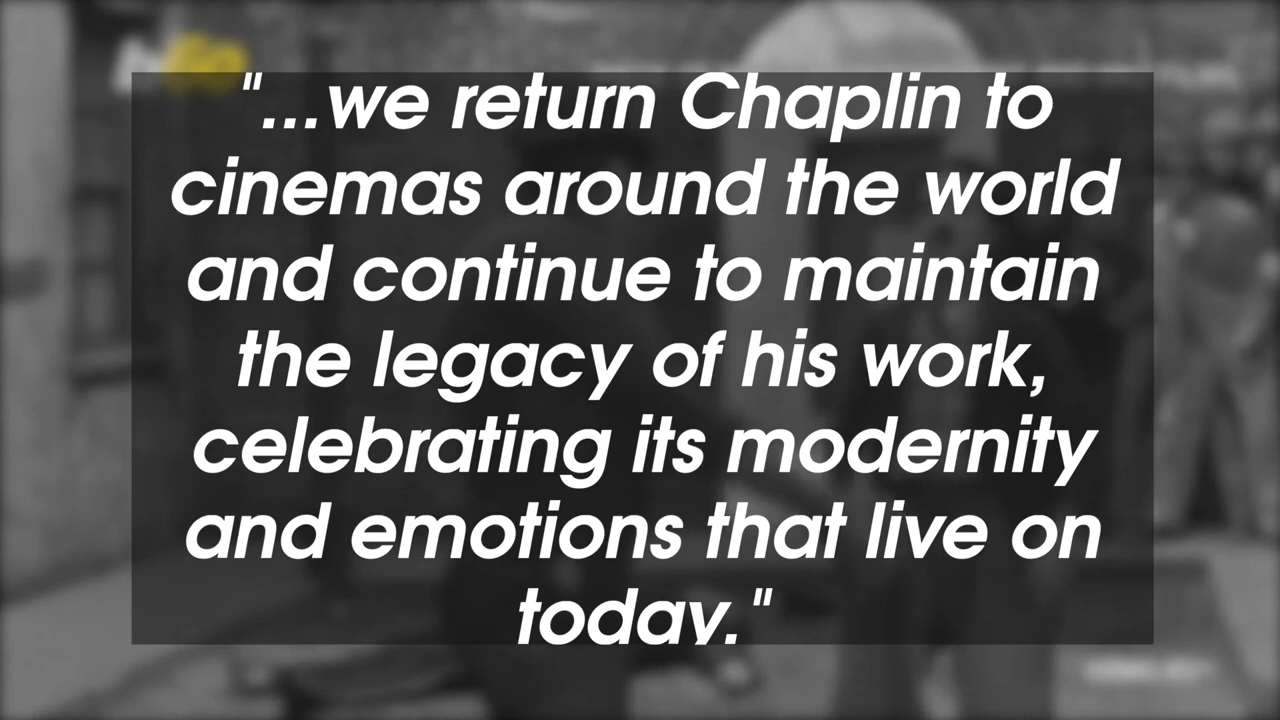 "...we return Chaplin to
cinemas around the world
and continue to maintain
the legacy of his work,
celebrating its modernity
and emotions that live on
today."